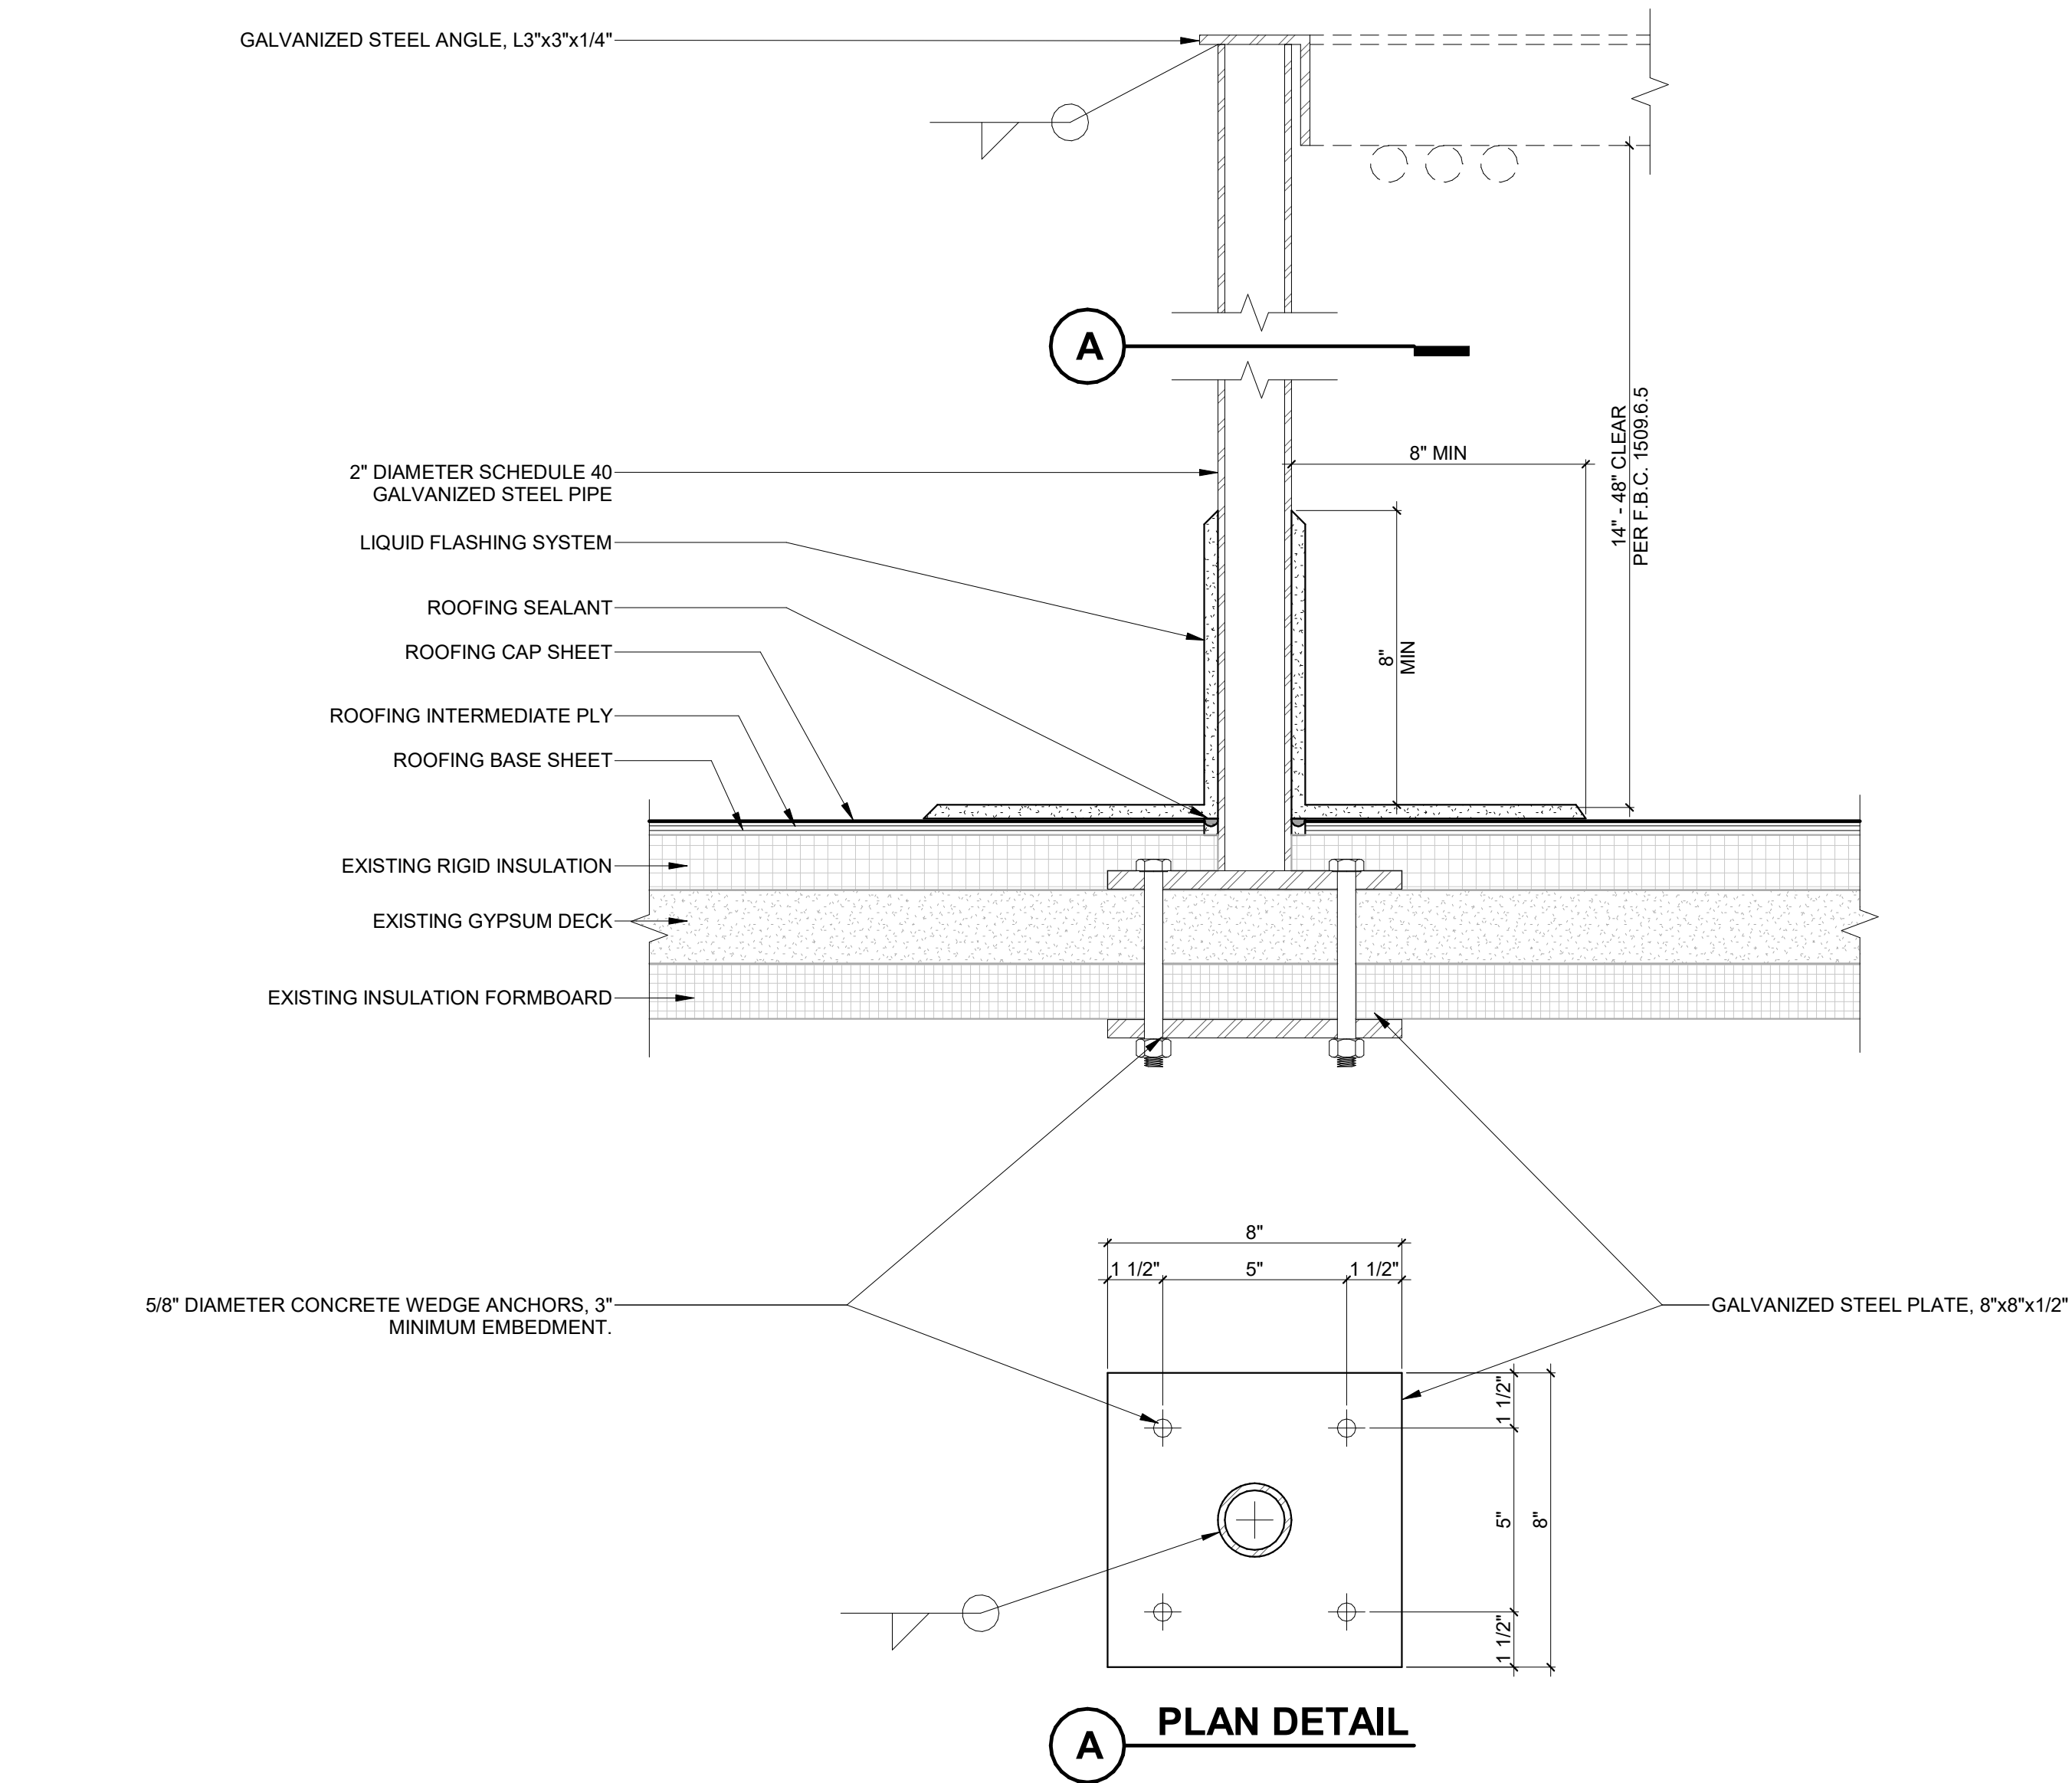 GALVANIZED STEEL ANGLE, L3"x3"x1/4"
A
14" - 48" CLEAR
PER F.B.C. 1509.6.5
8" MIN
2" DIAMETER SCHEDULE 40
GALVANIZED STEEL PIPE
LIQUID FLASHING SYSTEM
ROOFING SEALANT
8"
MIN
ROOFING CAP SHEET
ROOFING INTERMEDIATE PLY
ROOFING BASE SHEET
EXISTING RIGID INSULATION
EXISTING GYPSUM DECK
EXISTING INSULATION FORMBOARD
8"
1 1/2"
5"
1 1/2"
5/8" DIAMETER CONCRETE WEDGE ANCHORS, 3"
MINIMUM EMBEDMENT.
GALVANIZED STEEL PLATE, 8"x8"x1/2"
1 1/2"
5"
8"
1 1/2"
PLAN DETAIL
A